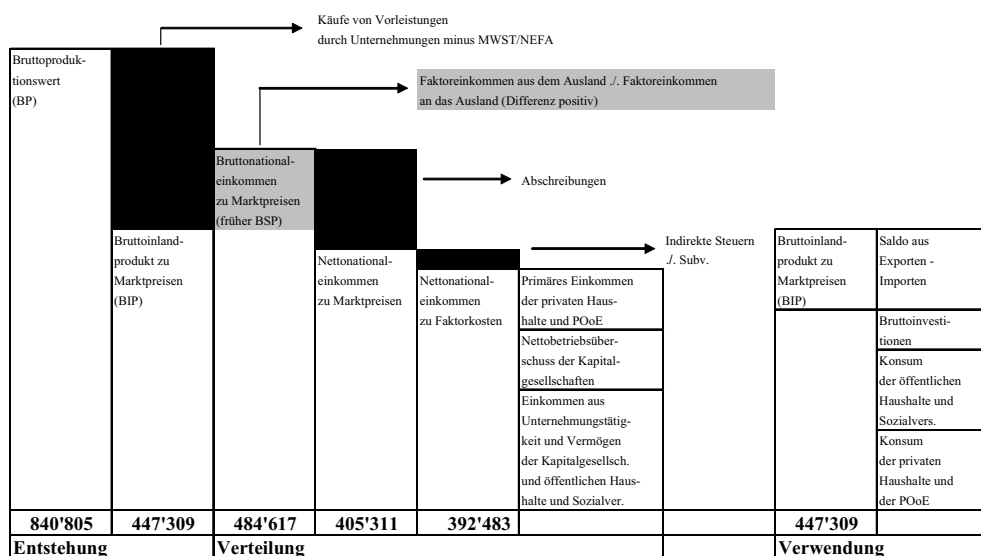 Käufe von Vorleistungen
durch Unternehmungen minus MWST/NEFA
Bruttoproduk-
tionswert
(BP)
Faktoreinkommen aus dem Ausland ./. Faktoreinkommen
an das Ausland (Differenz positiv)
Bruttonational-
einkommen
zu Marktpreisen
(früher BSP)
Abschreibungen
Bruttoinland-
produkt zu
Marktpreisen
(BIP)
Nettonational-
einkommen
zu Marktpreisen
Nettonational-
einkommen
zu Faktorkosten
Indirekte Steuern
./. Subv.
Primäres Einkommen
der privaten Haus-
halte und POoE
Nettobetriebsüber-
schuss der Kapital-
gesellschaften
Einkommen aus
Unternehmungstätig-
keit und Vermögen
der Kapitalgesellsch.
und öffentlichen Haus-
halte und Sozialver.
Bruttoinland-
produkt zu
Marktpreisen
(BIP)
Saldo aus
Exporten -
Importen
Bruttoinvesti-
tionen
Konsum
der öffentlichen
Haushalte und
Sozialvers.
Konsum
der privaten
Haushalte und
der POoE
840'805 447'309 484'617 405'311 392'483 447'309
Entstehung Verteilung Verwendung